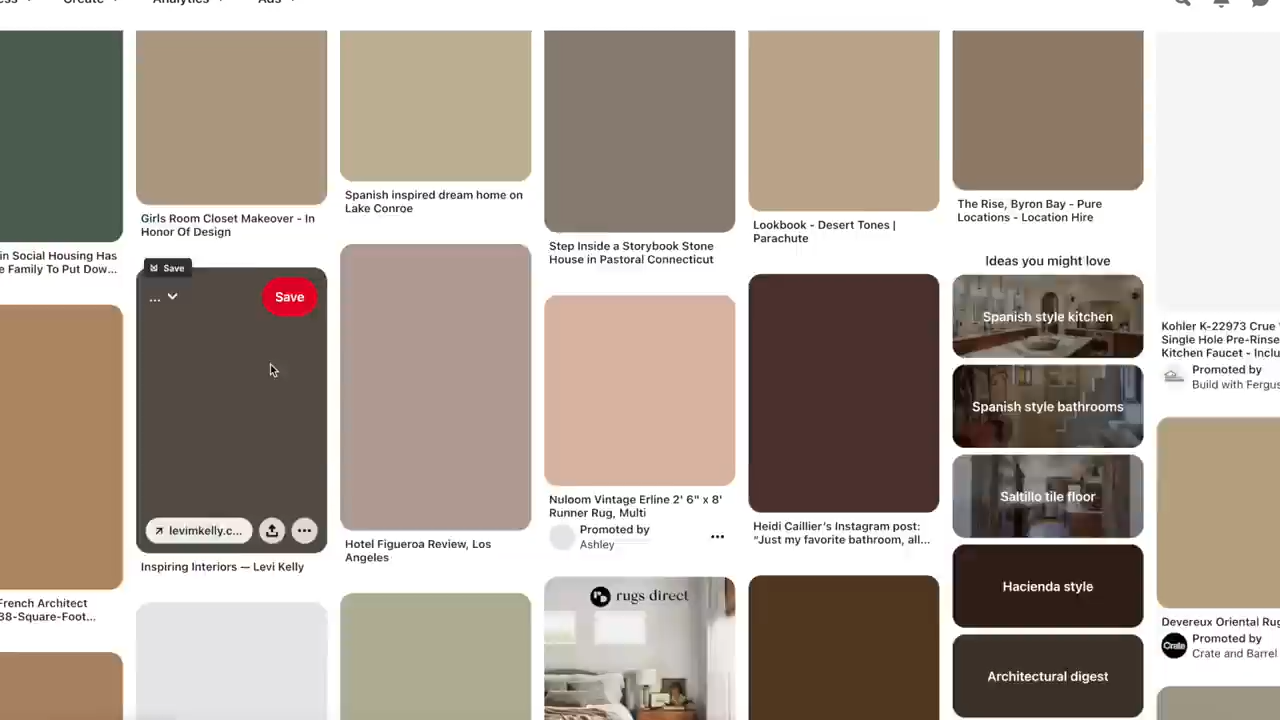 Create
Analytics
Ads
in Social Housing Has
e Family To Put Dow...
French Architect
38-Square-Foot...
Girls Room Closet Makeover - In
Honor Of Design
Save
...
Save
levimkelly.c...
Inspiring Interiors — Levi Kelly
Spanish inspired dream home on
Lake Conroe
Hotel Figueroa Review, Los
Angeles
Step Inside a Storybook Stone
House in Pastoral Connecticut
Nuloom Vintage Erline 2' 6" x 8'
Runner Rug, Multi
Promoted by
Ashley
rugs direct
Lookbook - Desert Tones |
Parachute
Heidi Caillier's Instagram post:
"Just my favorite bathroom, all...
The Rise, Byron Bay - Pure
Locations - Location Hire
Ideas you might love
Spanish style kitchen
Spanish style bathrooms
Saltillo tile floor
Hacienda style
Architectural digest
Kohler K-22973 Crue
Single Hole Pre-Rinse
Kitchen Faucet - Inclu
Promoted by
Build with Fergus
Devereux Oriental Rug
Promoted by
Crate and Barrel
Crate